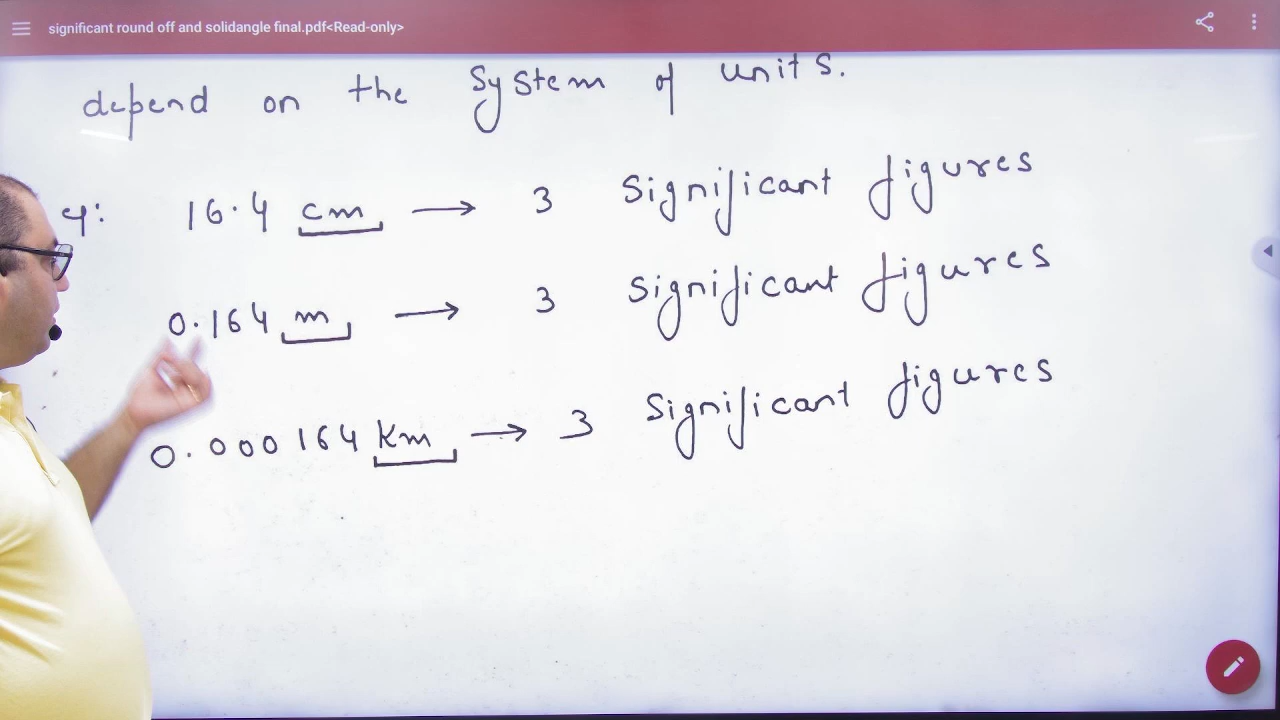 significant round off and solidangle final.pdf<Read-only>
depend on the System of units.
16.4 cm → 3 Significant figures
0.164 m → 3 Significant figures
0.000164 Km → 3 Significant figures